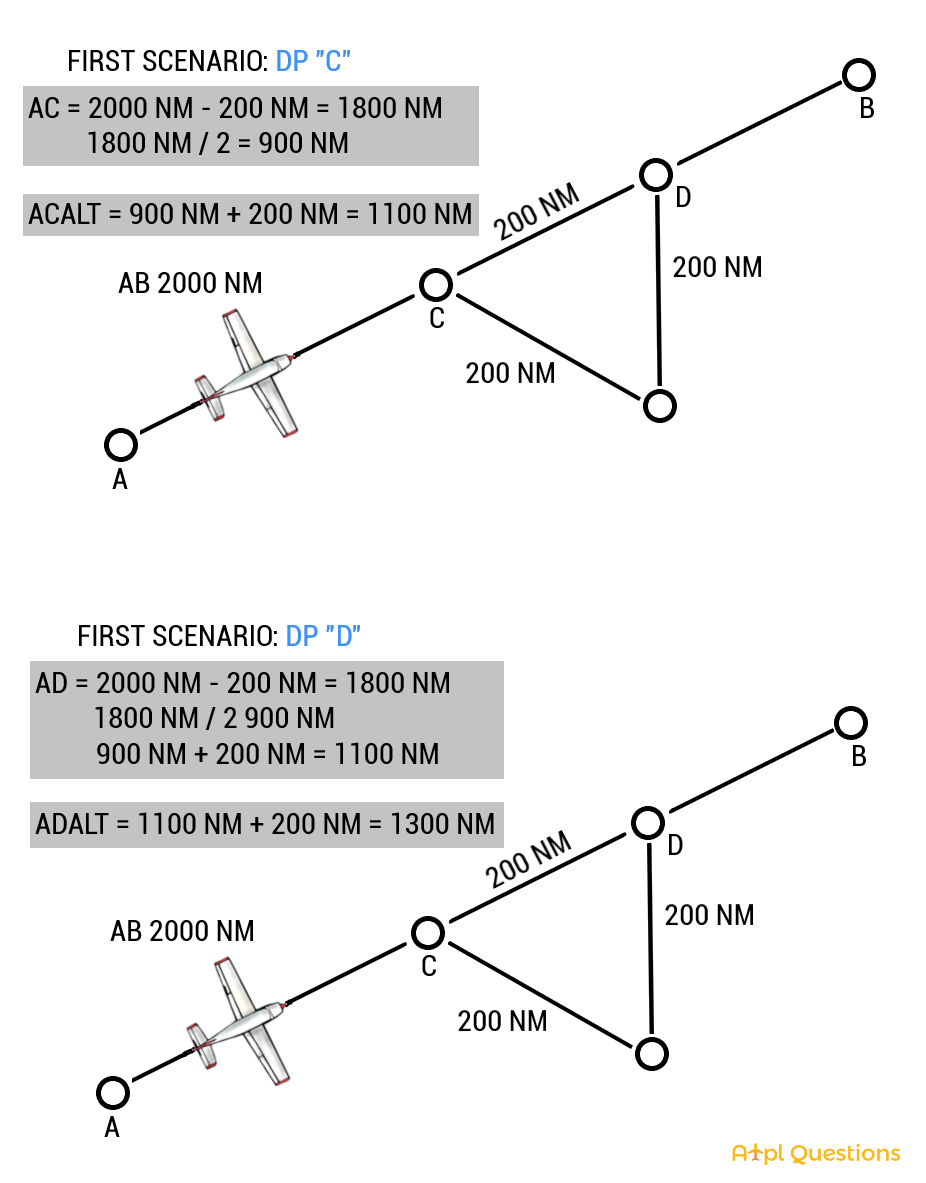 FIRST SCENARIO: DP "C"
AC = 2000 NM - 200 NM = 1800 NM
1800 NM / 2 = 900 NM
ACALT = 900 NM + 200 NM = 1100 NM
AB 2000 NM
A
C
200 NM
D
B
200 NM
200 NM
FIRST SCENARIO: DP "D"
AD = 2000 NM - 200 NM = 1800 NM
1800 NM / 2 900 NM
900 NM + 200 NM = 1100 NM
ADALT = 1100 NM + 200 NM = 1300 NM
AB 2000 NM
A
C
200 NM
D
B
200 NM
200 NM
Atpl Questions